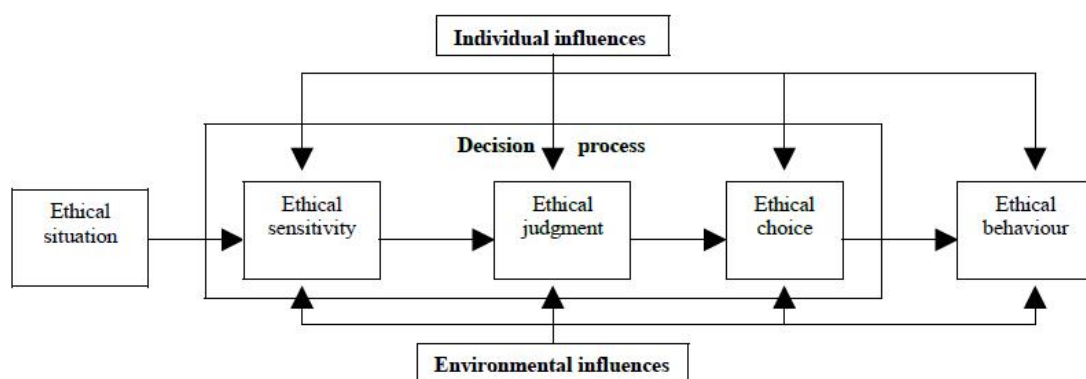 Individual influences
Decision process
Ethical
situation
Ethical
sensitivity
Ethical
judgment
Ethical
choice
Ethical
behaviour
Environmental influences